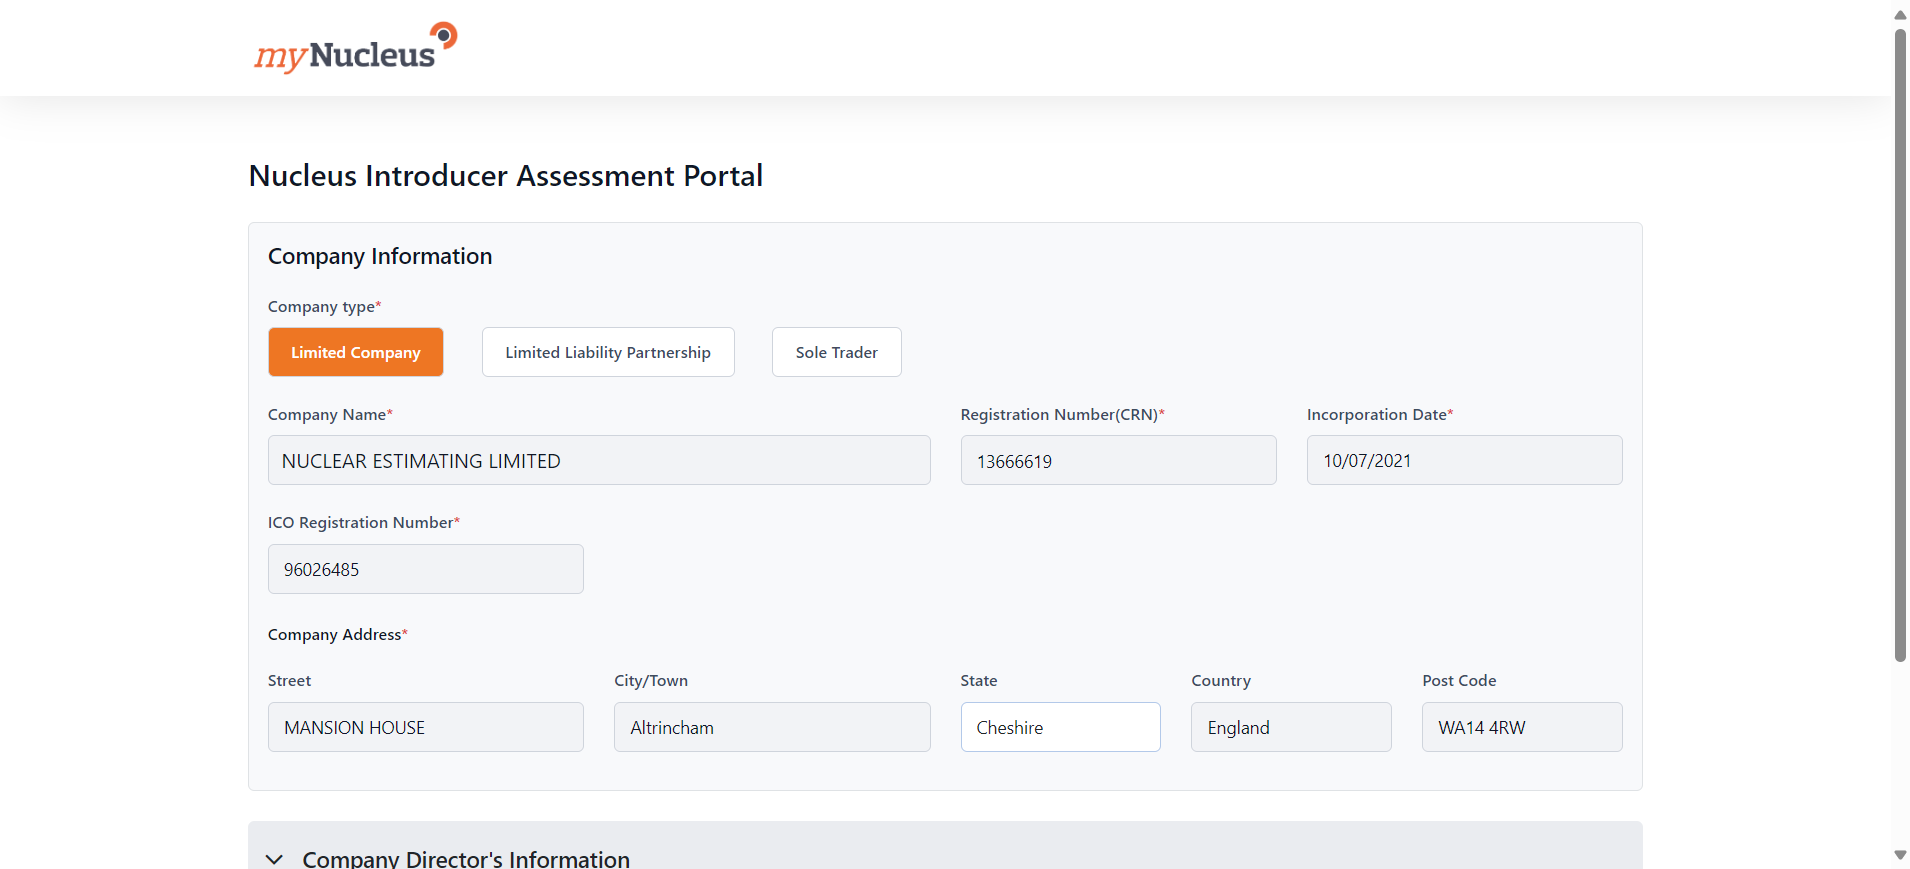 myNucleus
Nucleus Introducer Assessment Portal
Company Information
Company type*
Limited Company
Limited Liability Partnership
Sole Trader
Company Name*
Registration Number(CRN)*
Incorporation Date*
NUCLEAR ESTIMATING LIMITED
13666619
10/07/2021
ICO Registration Number*
96026485
Company Address*
Street
City/Town
State
Country
Post Code
MANSION HOUSE
Altrincham
Cheshire
England
WA14 4RW
Company Director's Information